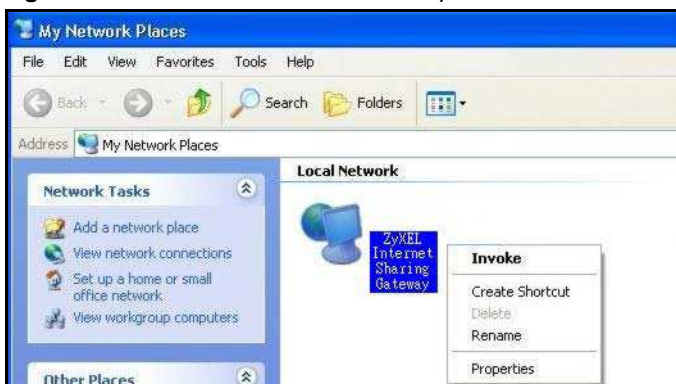 My Network Places
File Edit View Favorites Tools Help
Back Search Folders
Address My Network Places
Network Tasks
Add a network place
View network connections
Set up a home or small
office network
View workgroup computers
Other Places
Local Network
ZyXEL
Internet
Sharing
Gateway
Invoke
Create Shortcut
Delete
Rename
Properties